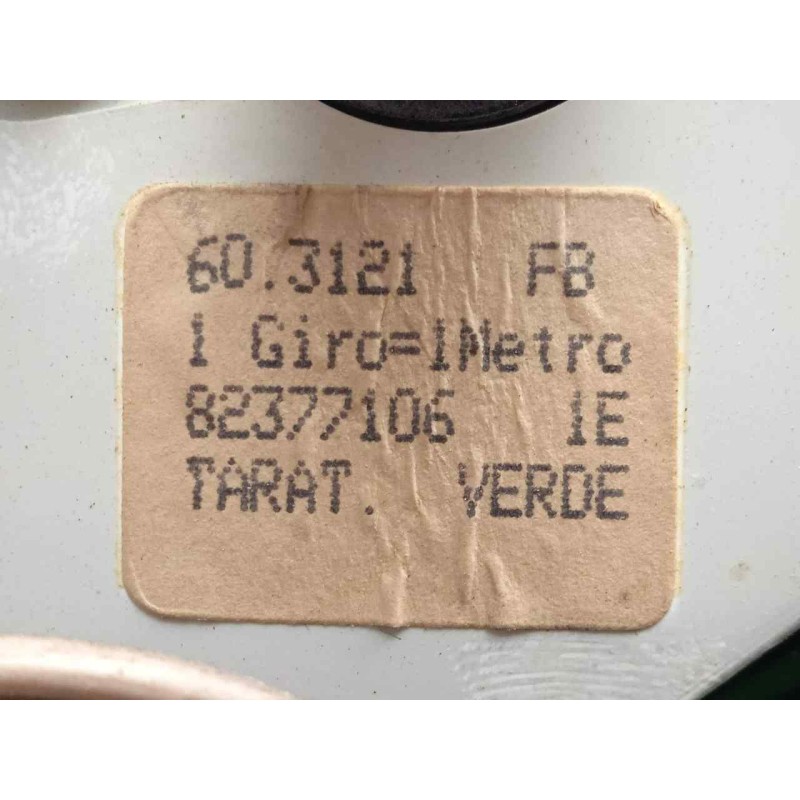 60.3121 FB
1 Giro=1Metro
82377106 1E
TARAT. VERDE